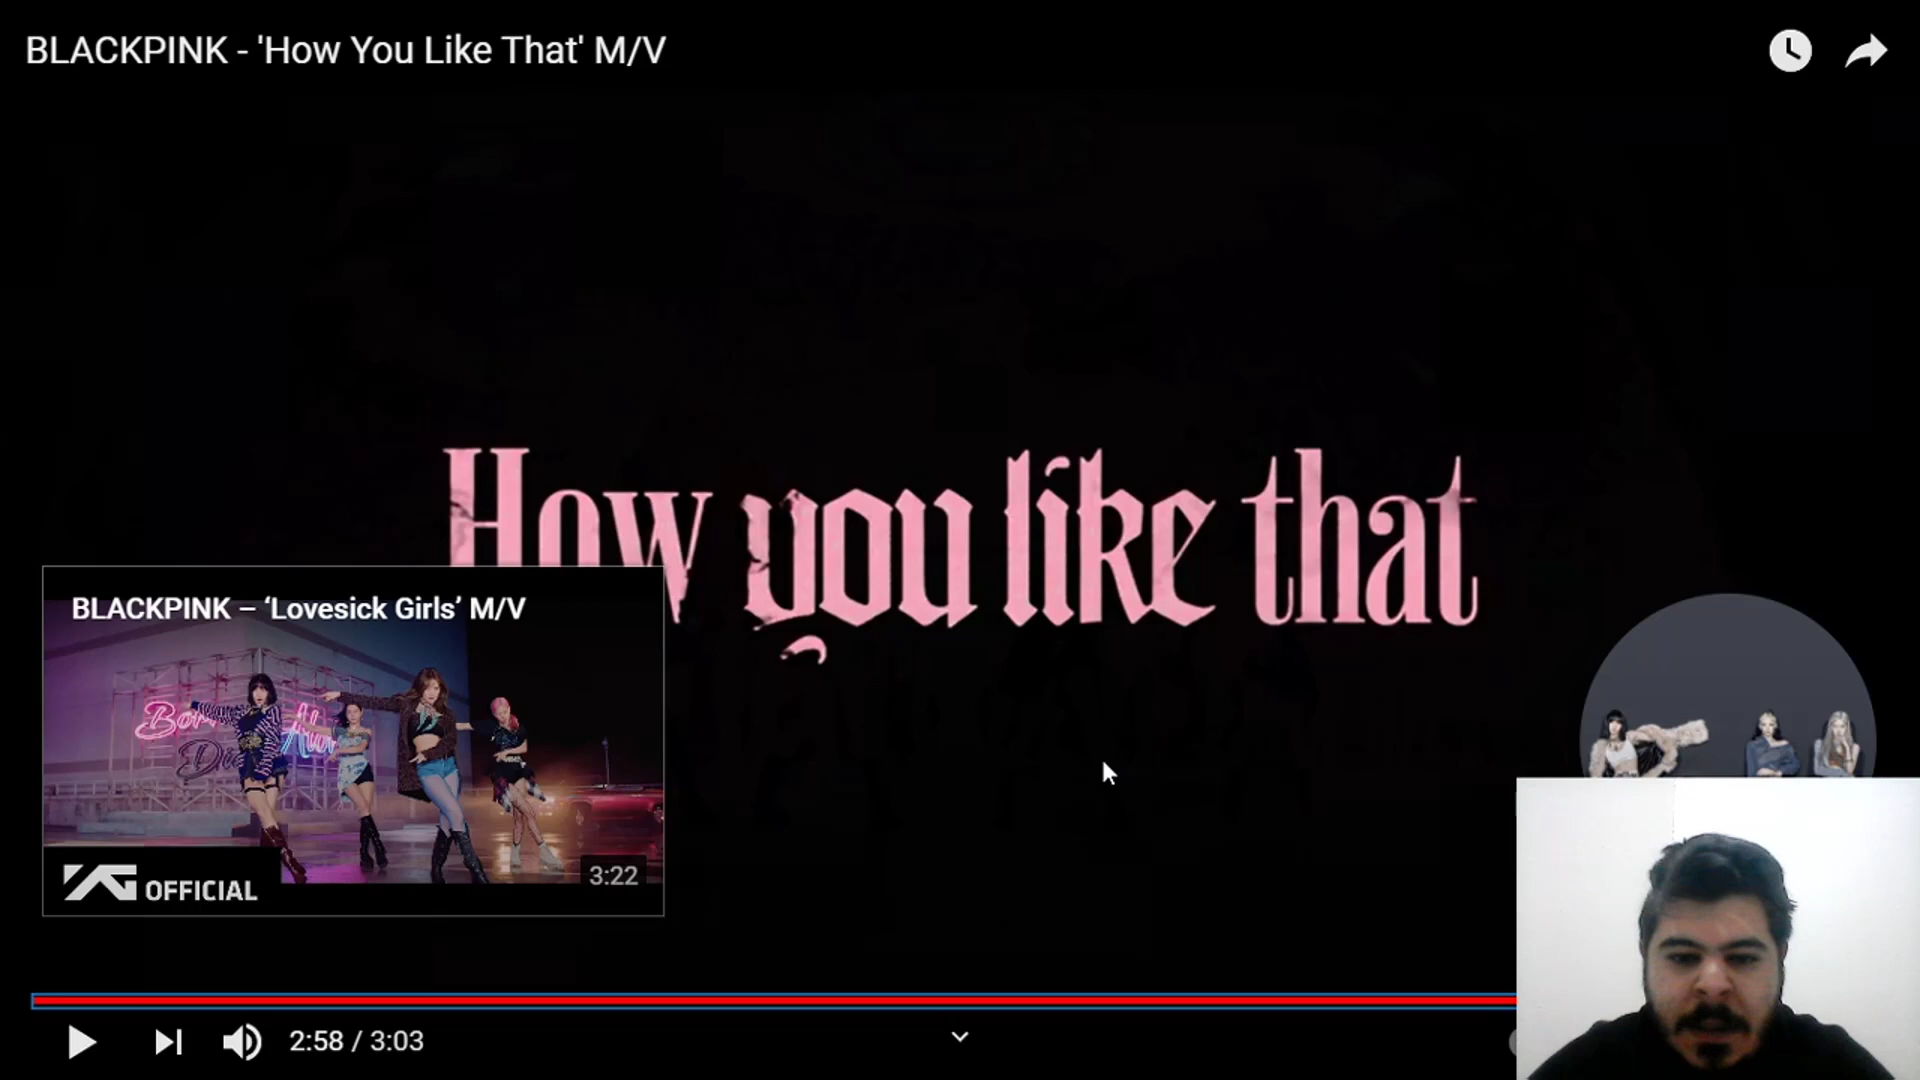 BLACKPINK - 'How You Like That' M/V
How you like that
BLACKPINK – ‘Lovesick Girls’ M/V
YG OFFICIAL
3:22
2:58 / 3:03